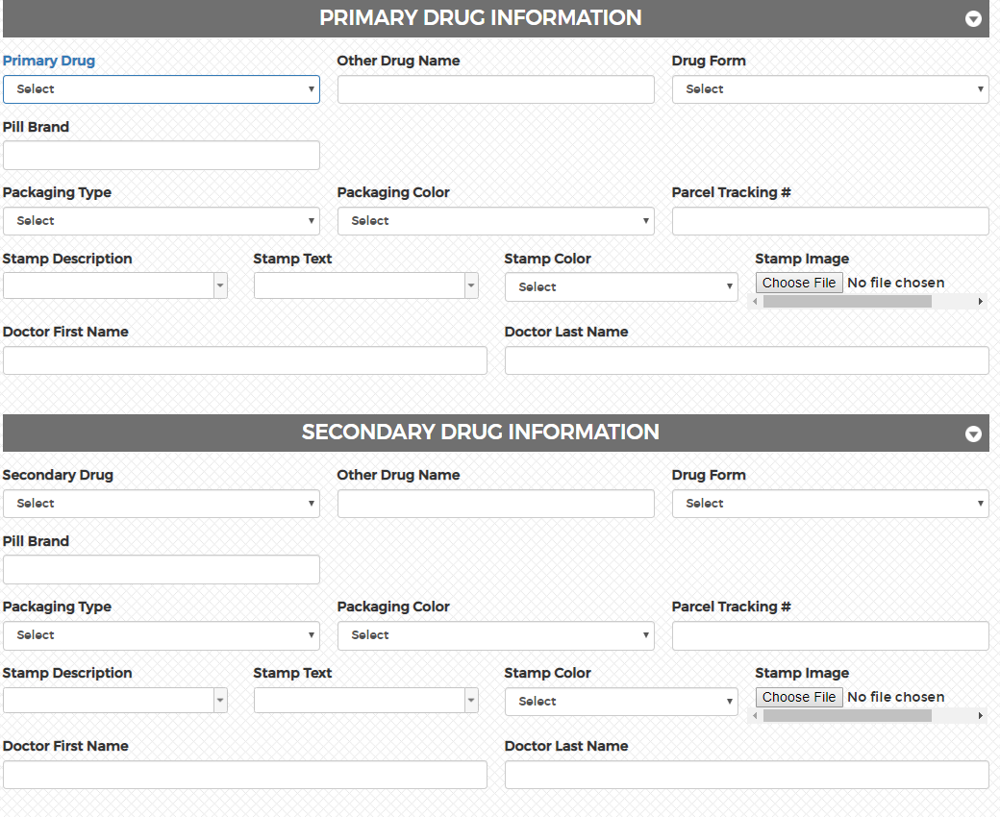 PRIMARY DRUG INFORMATION
Primary Drug Other Drug Name Drug Form
Select Select
Pill Brand
Packaging Type Packaging Color Parcel Tracking #
Select Select
Stamp Description Stamp Text Stamp Color Stamp Image
Select Choose File No file chosen
Doctor First Name Doctor Last Name
SECONDARY DRUG INFORMATION
Secondary Drug Other Drug Name Drug Form
Select Select
Pill Brand
Packaging Type Packaging Color Parcel Tracking #
Select Select
Stamp Description Stamp Text Stamp Color Stamp Image
Select Choose File No file chosen
Doctor First Name Doctor Last Name